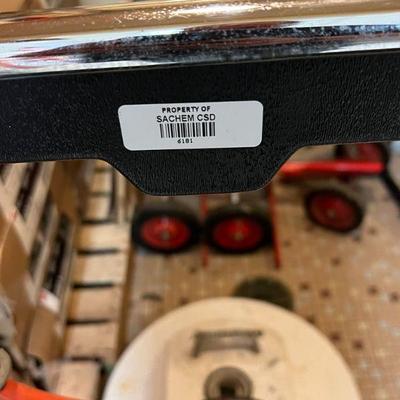 PROPERTY OF
SACHEM CSD
6181